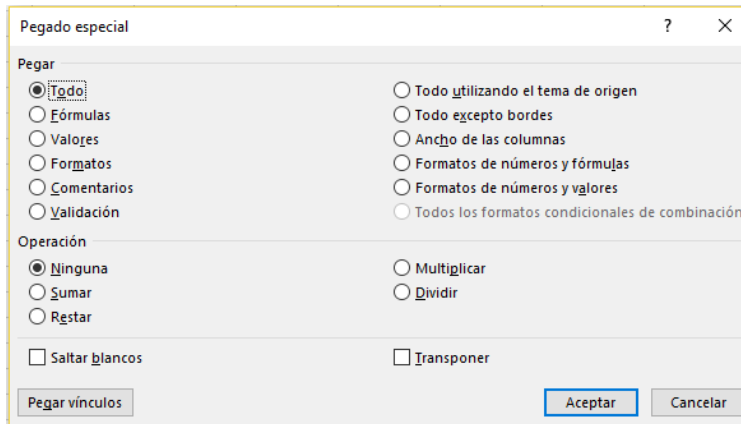 Pegado especial ?
Pegar
Todo
Fórmulas
Valores
Formatos
Comentarios
Validación
Todo utilizando el tema de origen
Todo excepto bordes
Ancho de las columnas
Formatos de números y fórmulas
Formatos de números y valores
Todos los formatos condicionales de combinación
Operación
Ninguna
Sumar
Restar
Multiplicar
Dividir
Saltar blancos
Transponer
Pegar vínculos
Aceptar
Cancelar